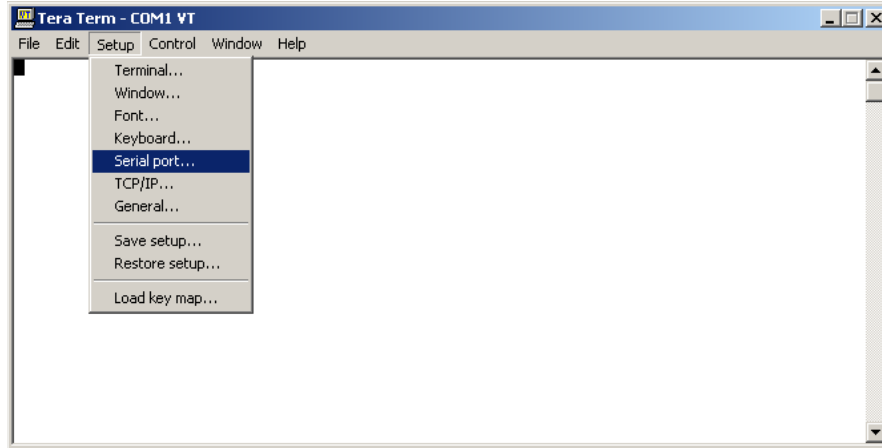 Tera Term - COM1 VT
File Edit Setup Control Window Help
Terminal...
Window...
Font...
Keyboard...
Serial port...
TCP/IP...
General...
Save setup...
Restore setup...
Load key map...